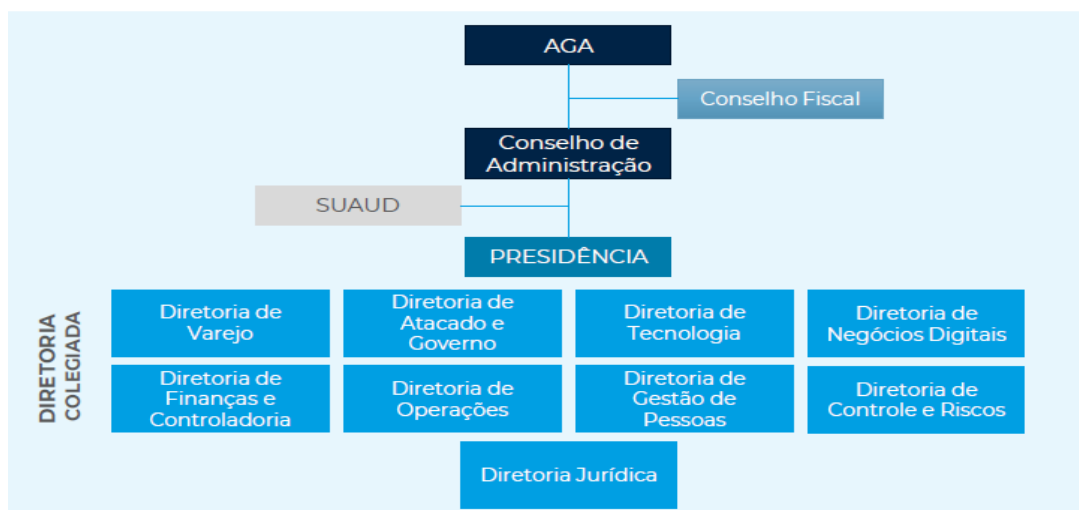 AGA
Conselho Fiscal
Conselho de
Administração
SUAUD
PRESIDÊNCIA
DIRETORIA
COLEGIADA
Diretoria de
Varejo
Diretoria de
Atacado e
Governo
Diretoria de
Tecnologia
Diretoria de
Negócios Digitais
Diretoria de
Finanças e
Controladoria
Diretoria de
Operações
Diretoria de
Gestão de
Pessoas
Diretoria de
Controle e Riscos
Diretoria Jurídica